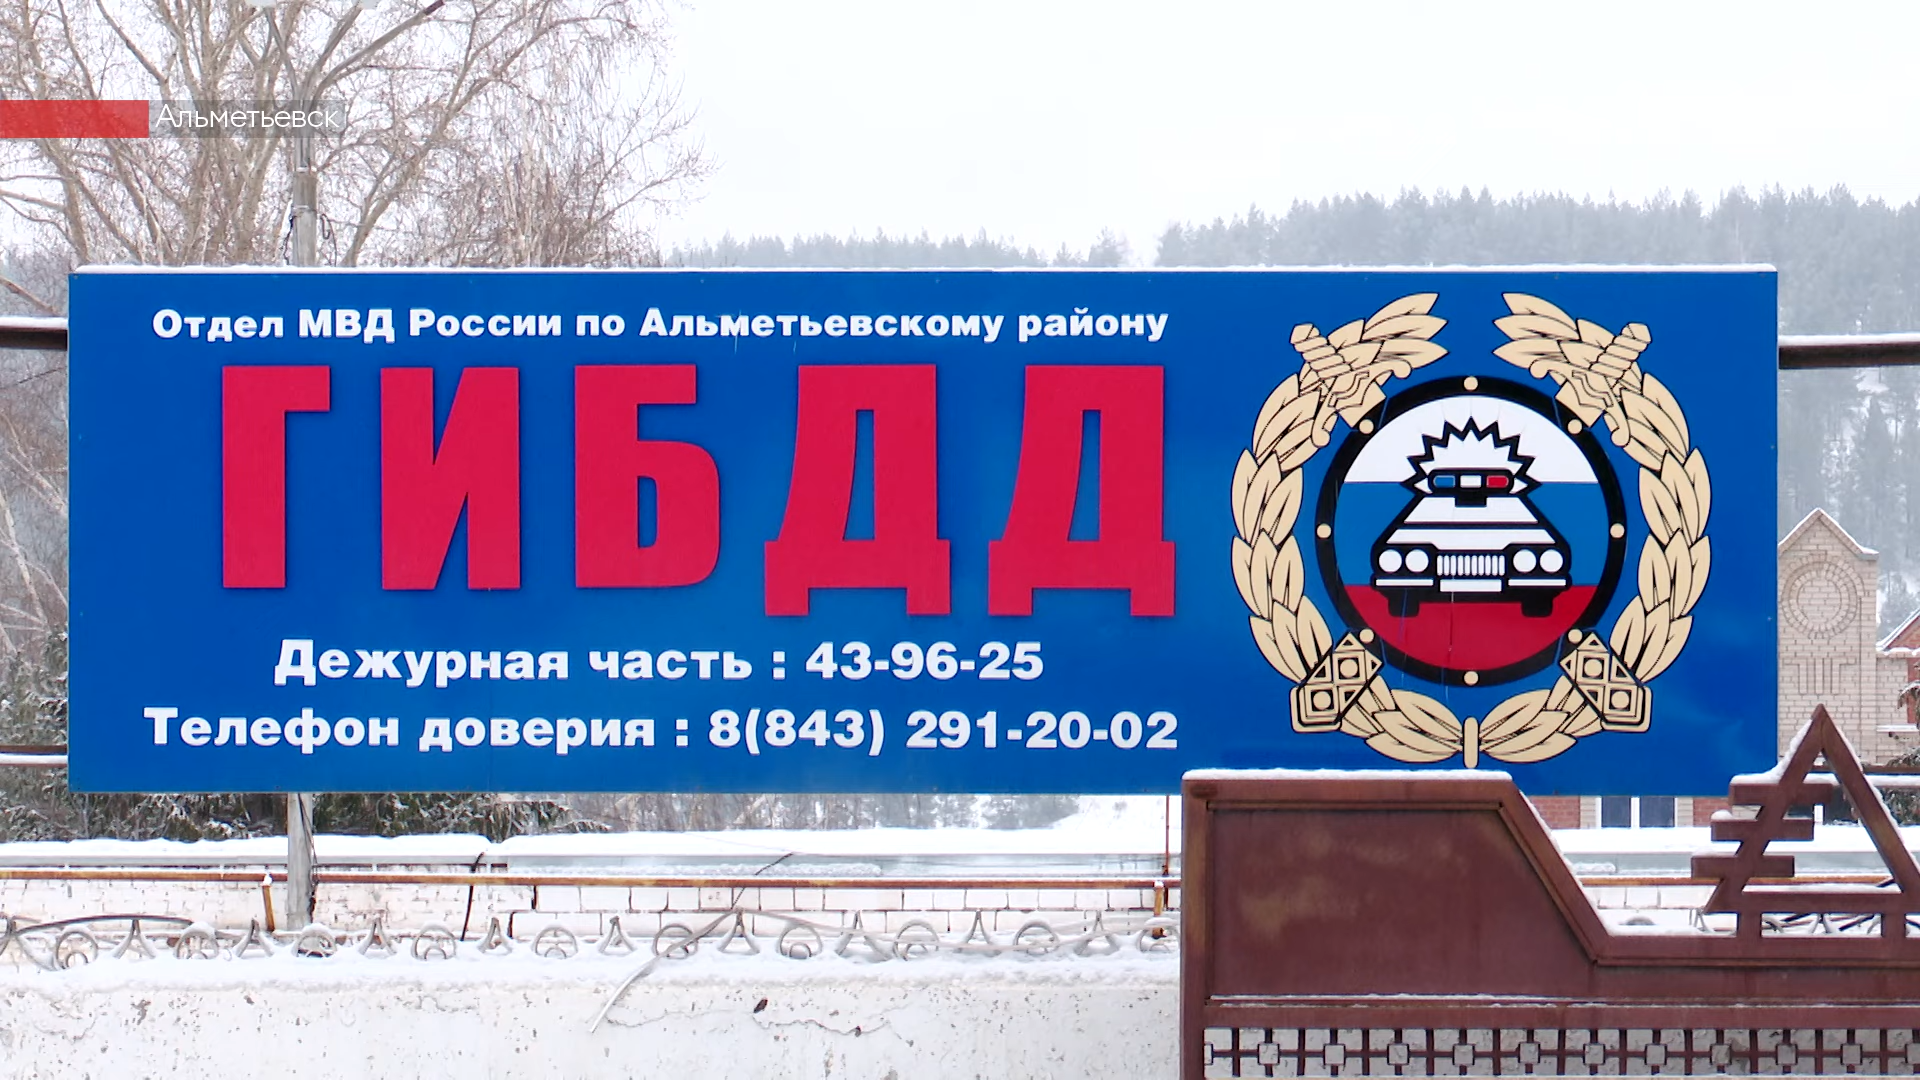 Альметьевск
Отдел МВД России по Альметьевскому району
ГИБДД
Дежурная часть : 43-96-25
Телефон доверия : 8(843) 291-20-02